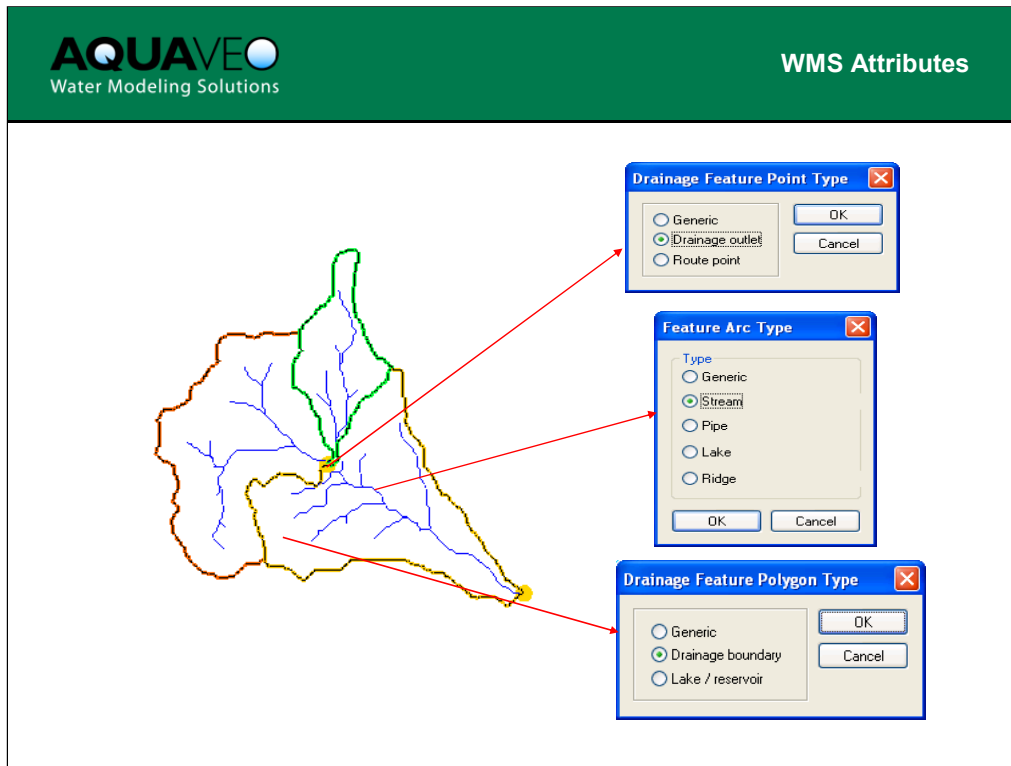 AQUAVEO
Water Modeling Solutions
WMS Attributes
Drainage Feature Point Type
Generic
Drainage outlet
Route point
OK
Cancel
Feature Arc Type
Type
Generic
Stream
Pipe
Lake
Ridge
OK
Cancel
Drainage Feature Polygon Type
Generic
Drainage boundary
Lake / reservoir
OK
Cancel